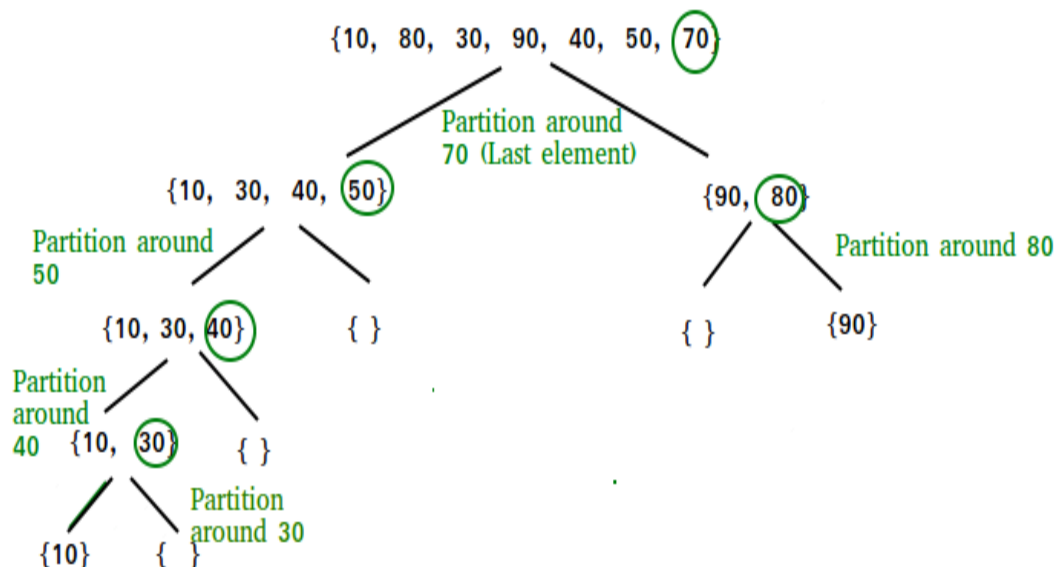 {10, 80, 30, 90, 40, 50, 70}
Partition around
70 (Last element)
{10, 30, 40, 50}
{90, 80}
Partition around
50
Partition around 80
{10, 30, 40}
{ }
{ }
{90}
Partition
around
40
{10, 30}
{ }
Partition
around 30
{10}
{ }